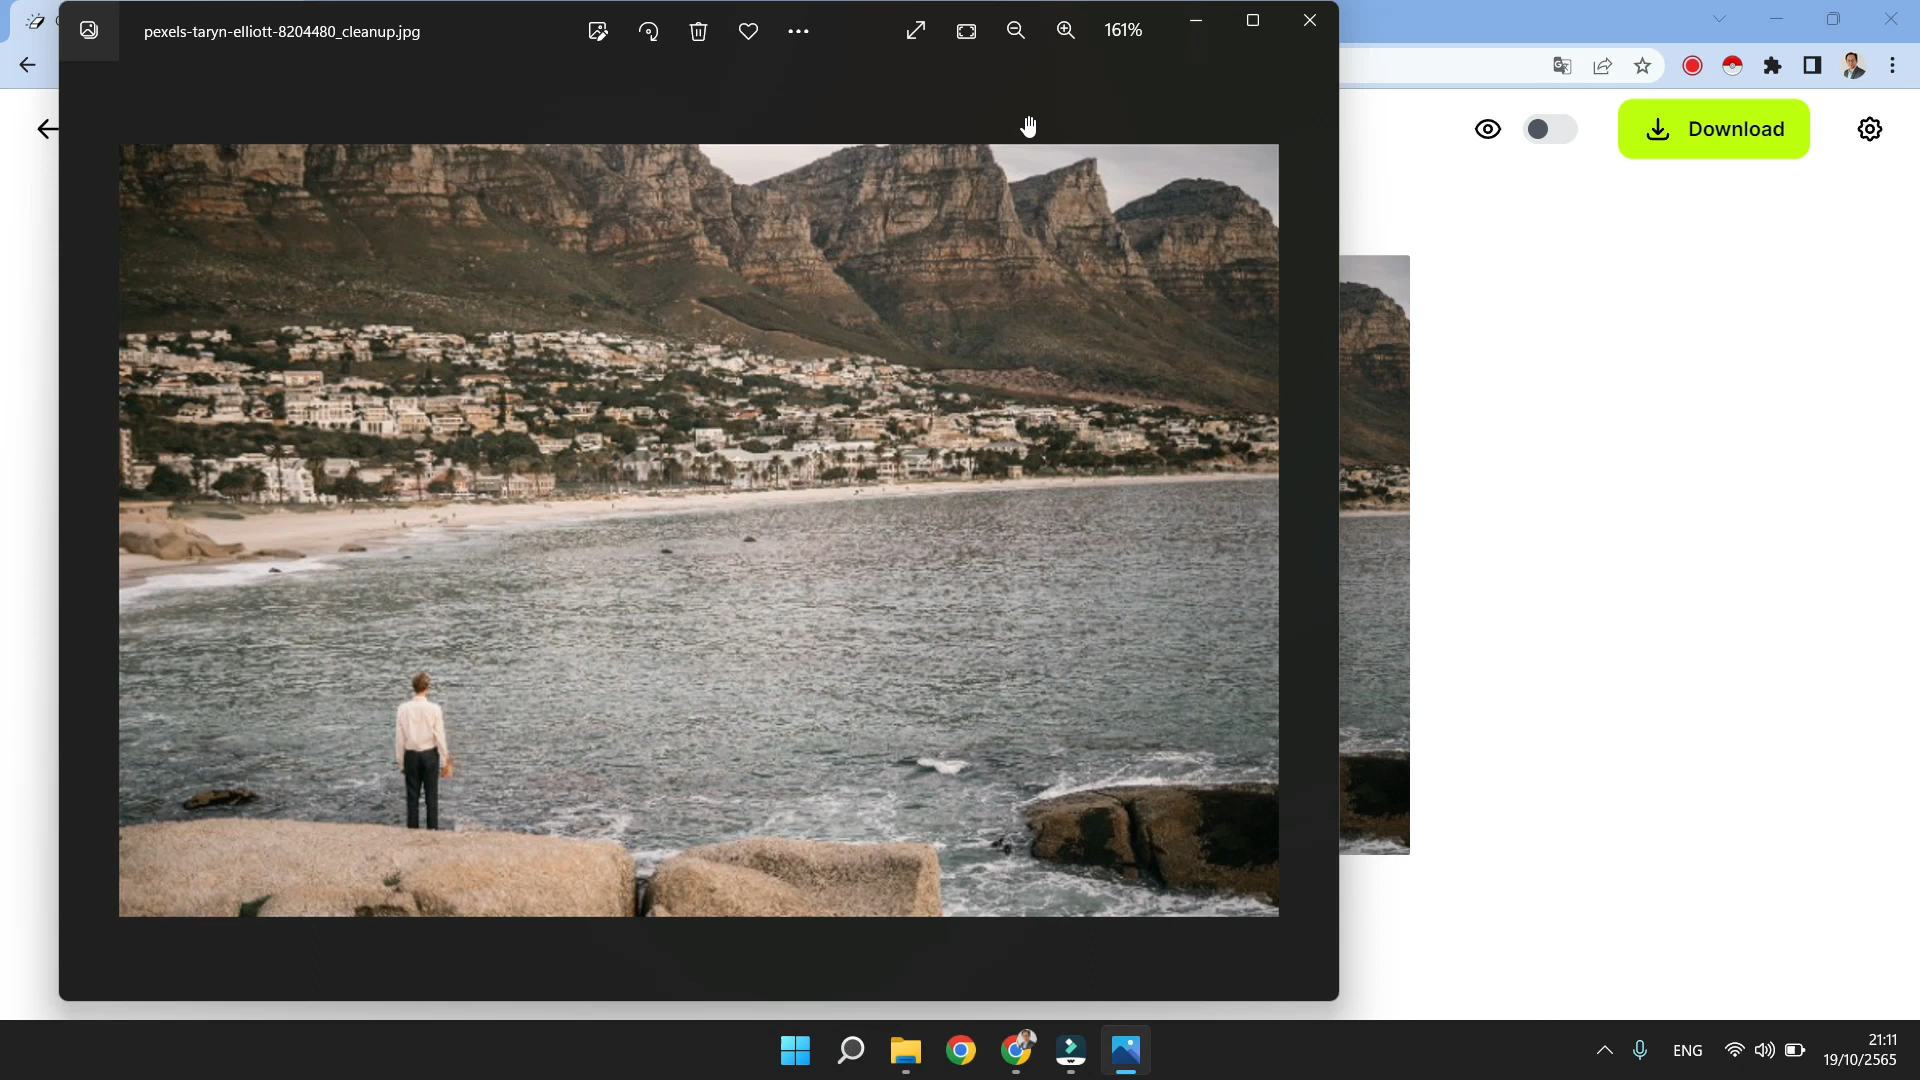 pexels-taryn-elliott-8204480_cleanup.jpg
161%
Download
ENG
21:11
19/10/2565